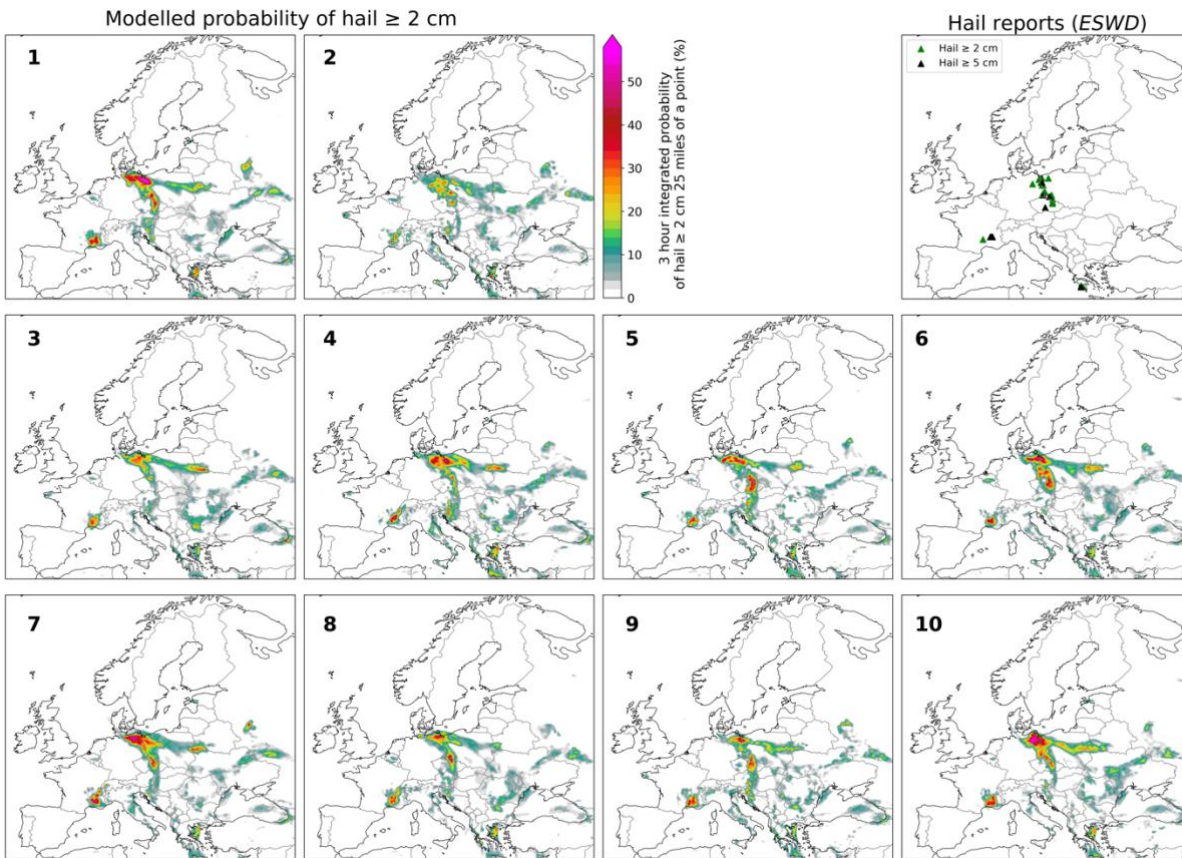 Modelled probability of hail ≥ 2 cm
Hail reports (ESWD)
1
2
50
40
30
20
10
0
3 hour integrated probability
of hail ≥ 2 cm 25 miles of a point (%)
Hail ≥ 2 cm
Hail ≥ 5 cm
3
4
5
6
7
8
9
10